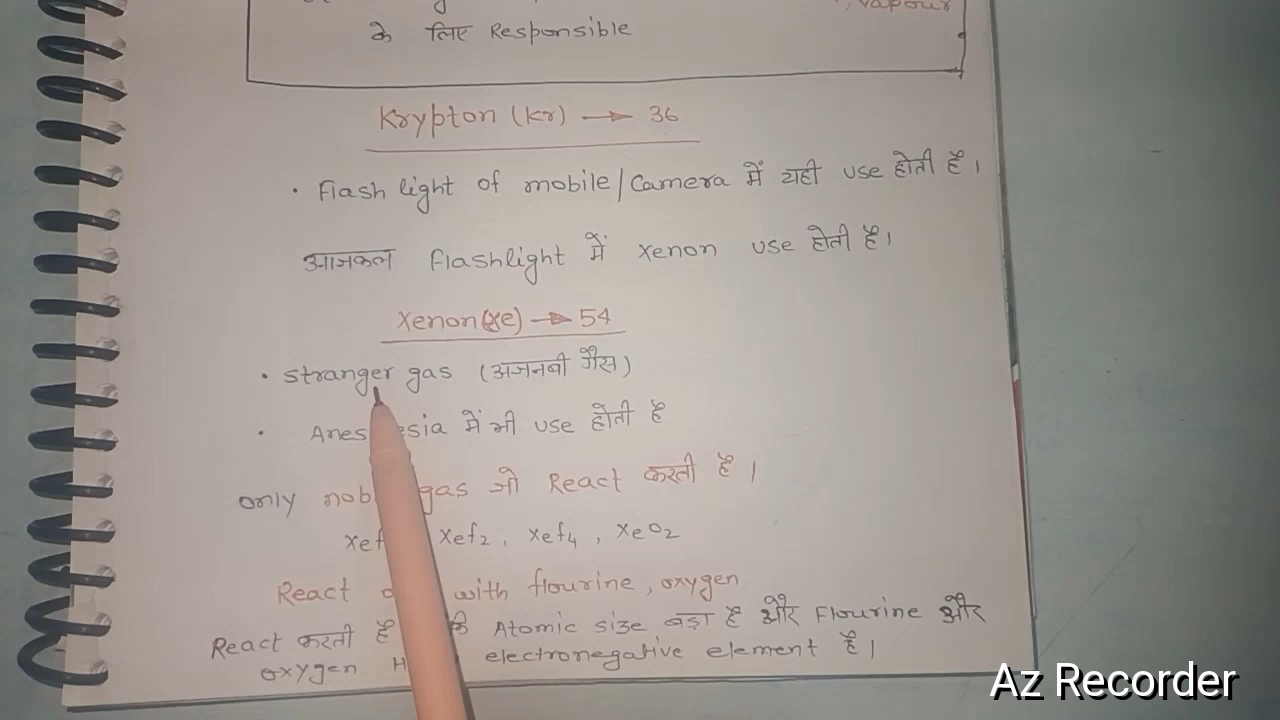 vapour
के लिए Responsible
Krypton (Kr) → 36
• Flash light of mobile/Camera में यही use होती है।
आजकल flashlight में Xenon use होती है।
Xenon(Xe) → 54
• Stranger gas (अजनबी गैस)
• Anes sia में भी use होती है
only nob gas जो React करती है।
Xef Xef2, Xef4, XeO2
React with flourine, oxygen
React करती है Atomic size बड़ा है और Flourine और
oxygen H electronegative element है।
Az Recorder